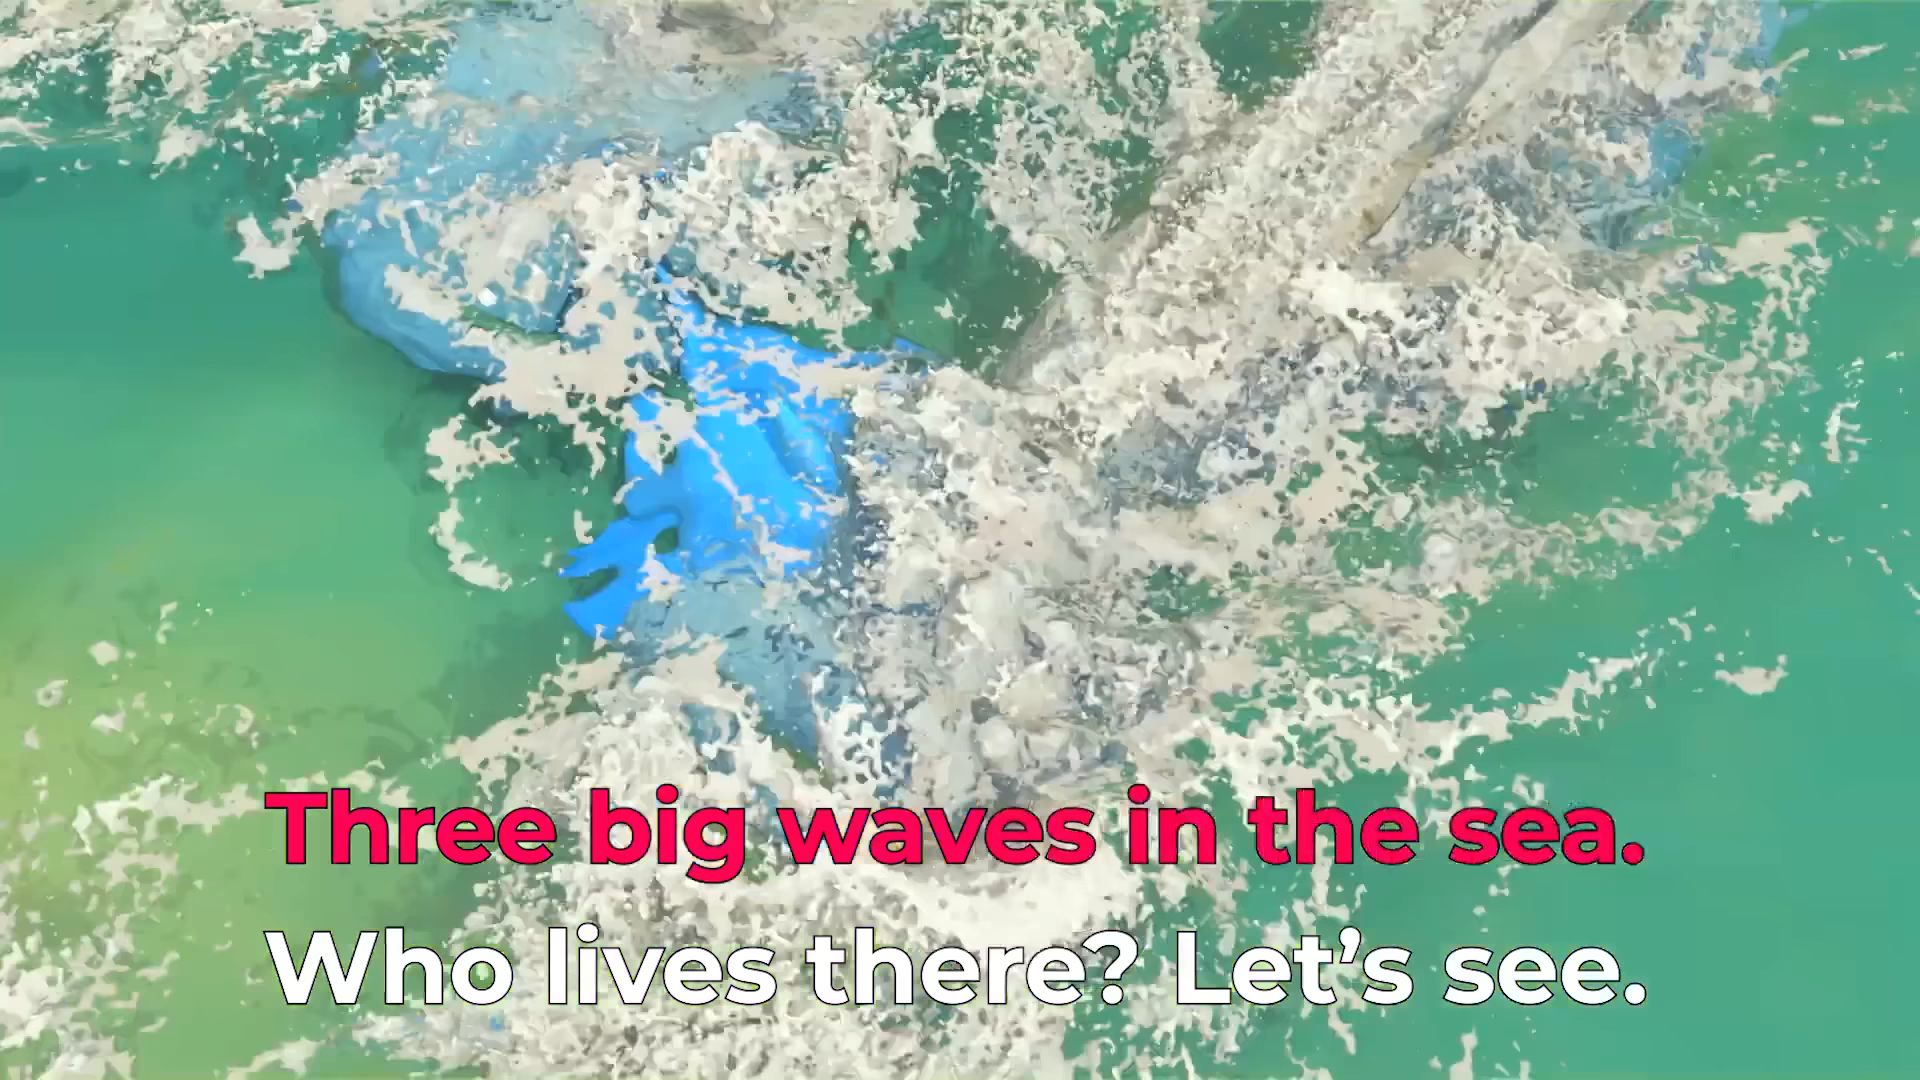 Three big waves in the sea.
Who lives there? Let’s see.